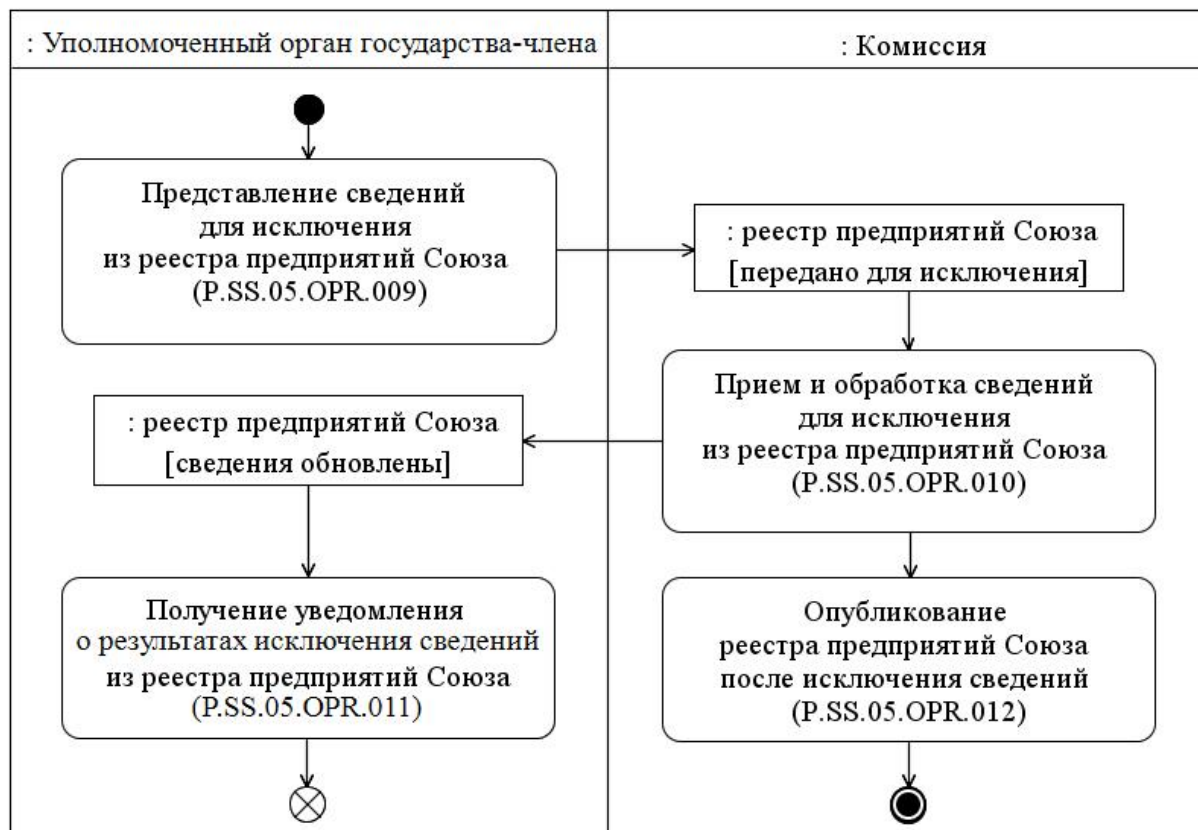 : Уполномоченный орган государства-члена
: Комиссия
Представление сведений
для исключения
из реестра предприятий Союза
(P.SS.05.OPR.009)
: реестр предприятий Союза
[передано для исключения]
Прием и обработка сведений
для исключения
из реестра предприятий Союза
(P.SS.05.OPR.010)
: реестр предприятий Союза
[сведения обновлены]
Получение уведомления
о результатах исключения сведений
из реестра предприятий Союза
(P.SS.05.OPR.011)
Опубликование
реестра предприятий Союза
после исключения сведений
(P.SS.05.OPR.012)